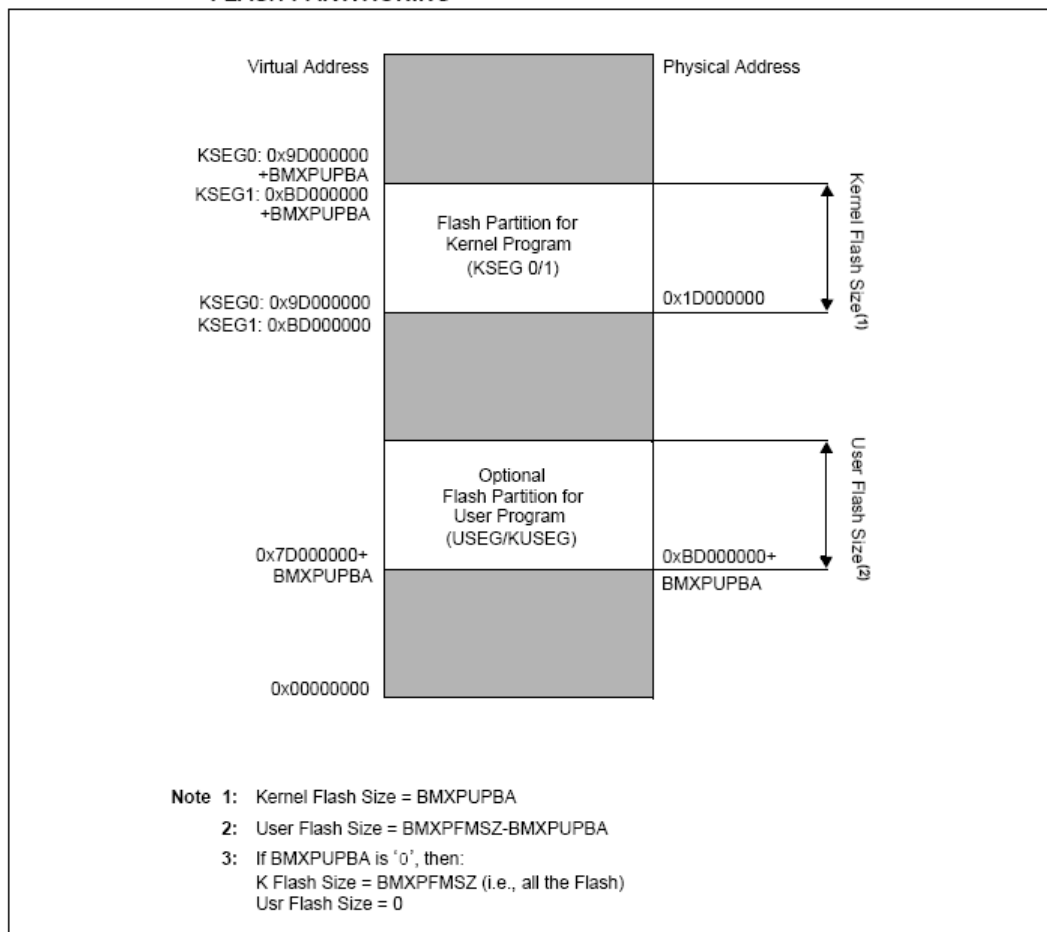 FLASH PARTITIONING
Virtual Address
Physical Address
KSEG0: 0x9D000000
+BMXPUPBA
KSEG1: 0xBD000000
+BMXPUPBA
Flash Partition for
Kernel Program
(KSEG 0/1)
Kernel Flash Size(1)
KSEG0: 0x9D000000
KSEG1: 0xBD000000
0x1D000000
Optional
Flash Partition for
User Program
(USEG/KUSEG)
User Flash Size(2)
0x7D000000+
BMXPUPBA
0xBD000000+
BMXPUPBA
0x00000000
Note 1: Kernel Flash Size = BMXPUPBA
2: User Flash Size = BMXPFMSZ-BMXPUPBA
3: If BMXPUPBA is ‘0’, then:
K Flash Size = BMXPFMSZ (i.e., all the Flash)
Usr Flash Size = 0